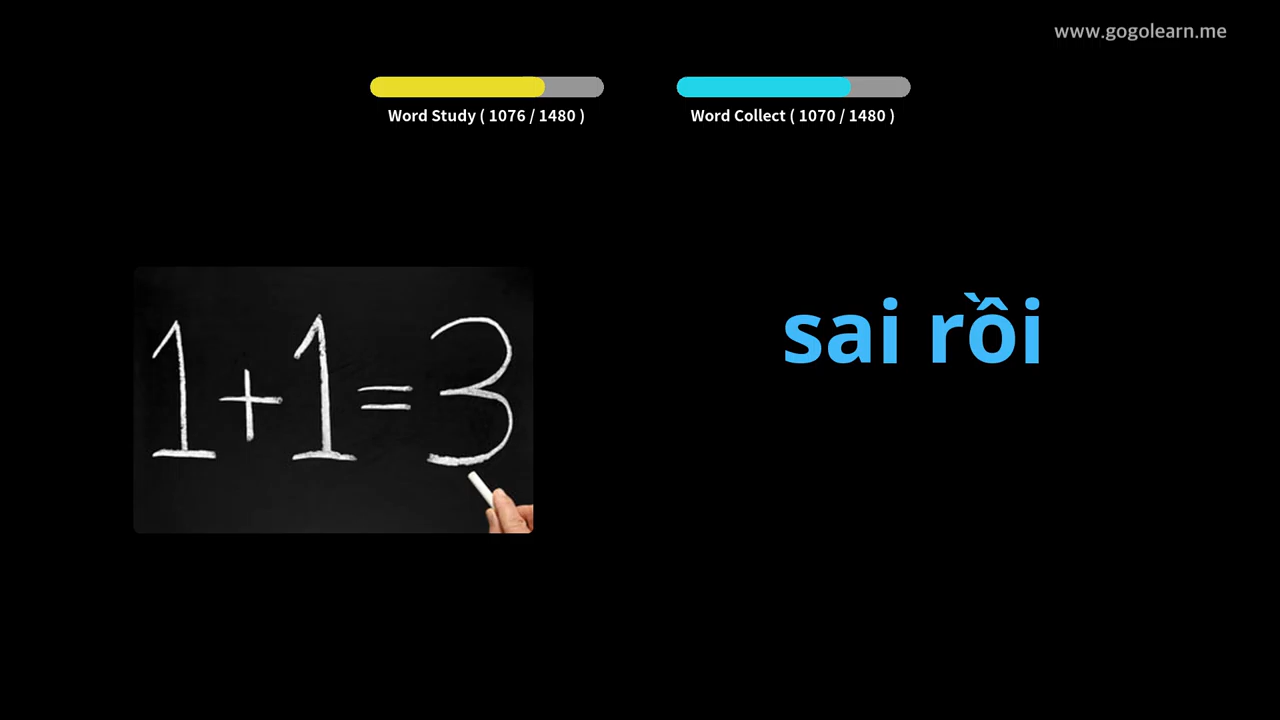 www.gogolearn.me
Word Study ( 1076 / 1480 )
Word Collect ( 1070 / 1480 )
1+1=3
sai rồi